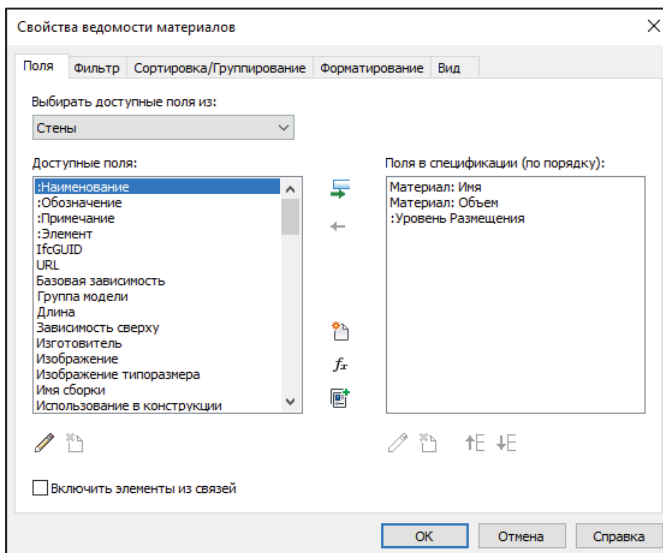 Свойства ведомости материалов
Поля Фильтр Сортировка/Группирование Форматирование Вид
Выбирать доступные поля из:
Стены
Доступные поля:
:Наименование
:Обозначение
:Примечание
:Элемент
IfcGUID
URL
Базовая зависимость
Группа модели
Длина
Зависимость сверху
Изготовитель
Изображение
Изображение типоразмера
Имя сборки
Использование в конструкции
fx
Поля в спецификации (по порядку):
Материал: Имя
Материал: Объем
:Уровень Размещения
Включить элементы из связей
OK Отмена Справка